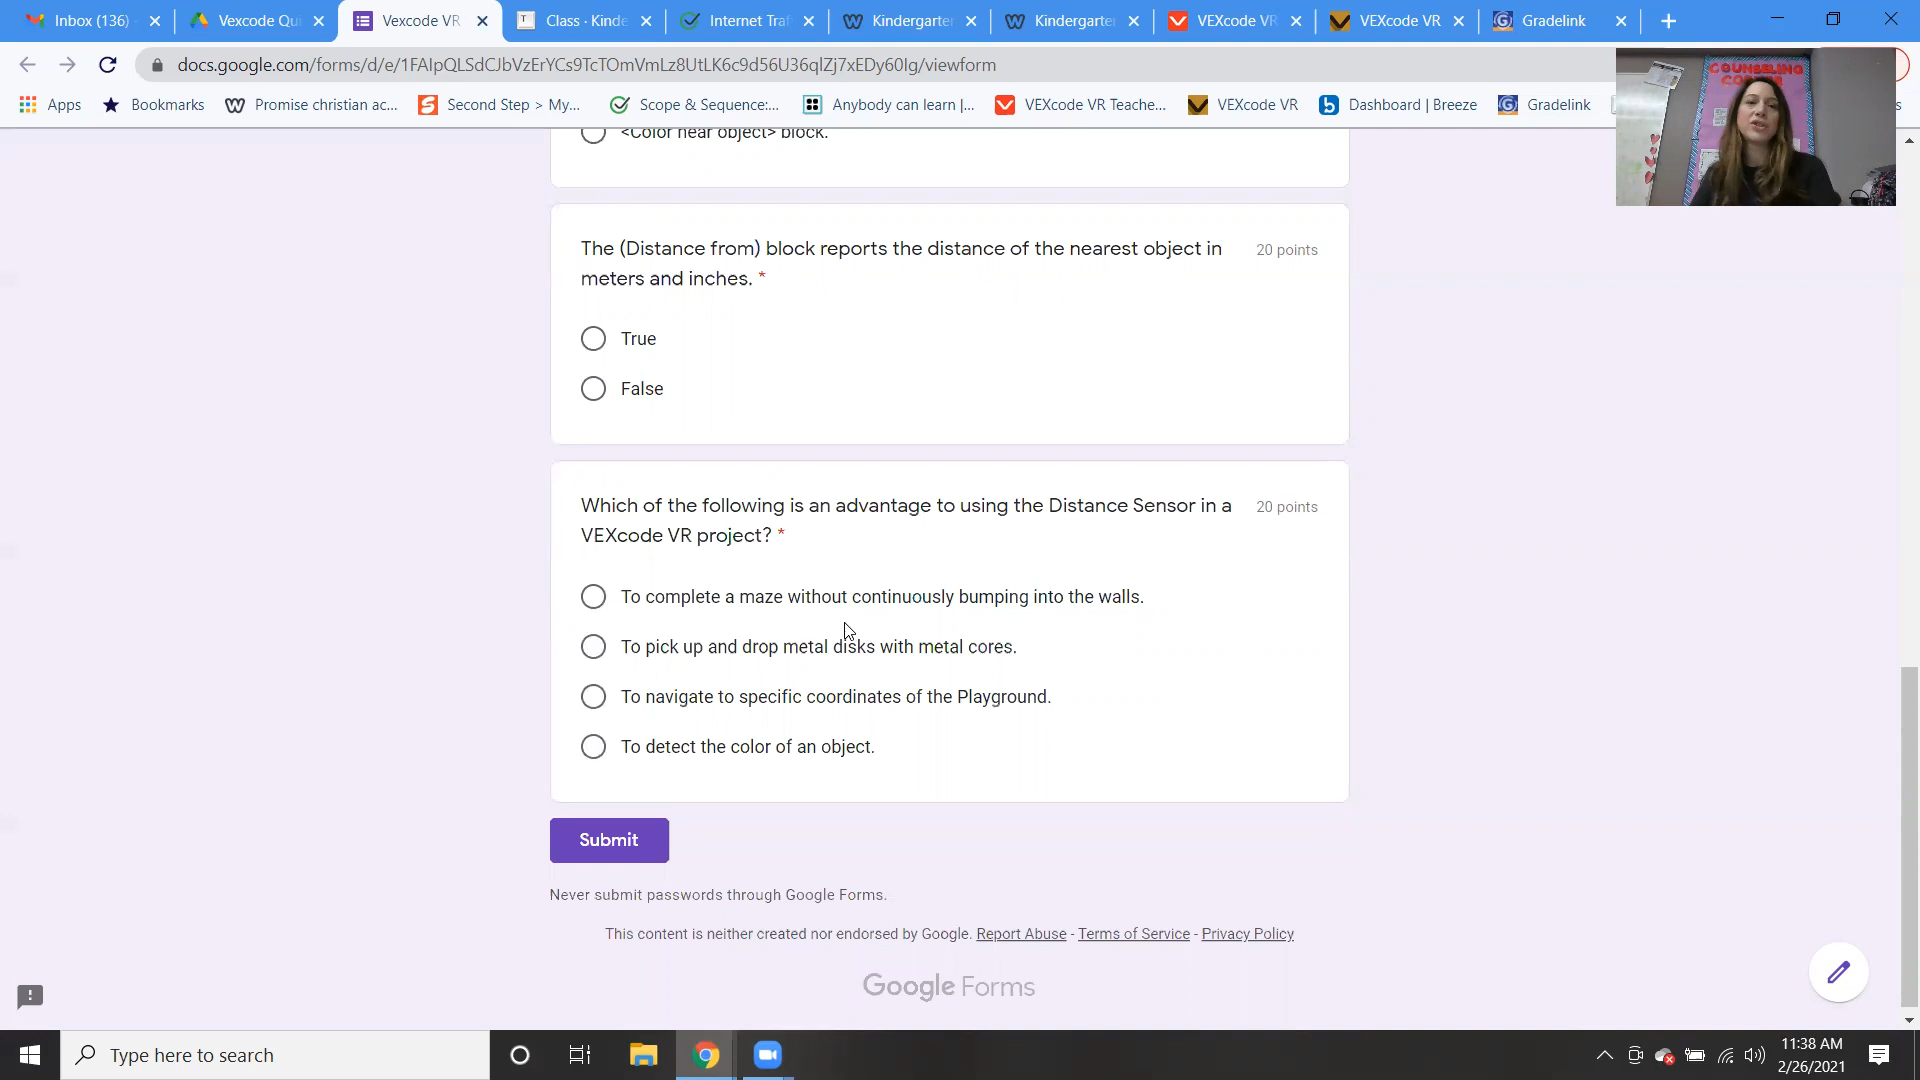 Inbox (136)
Vexcode Qui
Vexcode VR
Class · Kinde
Internet Traf
Kindergarten
Kindergarten
VEXcode VR
VEXcode VR
Gradelink
docs.google.com/forms/d/e/1FAIpQLSdCJbVzErYCs9TcTOmVmLz8UtLK6c9d56U36qlZj7xEDy60Ig/viewform
Apps
Bookmarks
Promise christian ac...
Second Step > My...
Scope & Sequence:...
Anybody can learn |...
VEXcode VR Teache...
VEXcode VR
Dashboard | Breeze
Gradelink
COUNSELING
CORNER
<Color near object> block.
The (Distance from) block reports the distance of the nearest object in
meters and inches. *
20 points
True
False
Which of the following is an advantage to using the Distance Sensor in a
VEXcode VR project? *
20 points
To complete a maze without continuously bumping into the walls.
To pick up and drop metal disks with metal cores.
To navigate to specific coordinates of the Playground.
To detect the color of an object.
Submit
Never submit passwords through Google Forms.
This content is neither created nor endorsed by Google. Report Abuse - Terms of Service - Privacy Policy
Google Forms
Type here to search
11:38 AM
2/26/2021